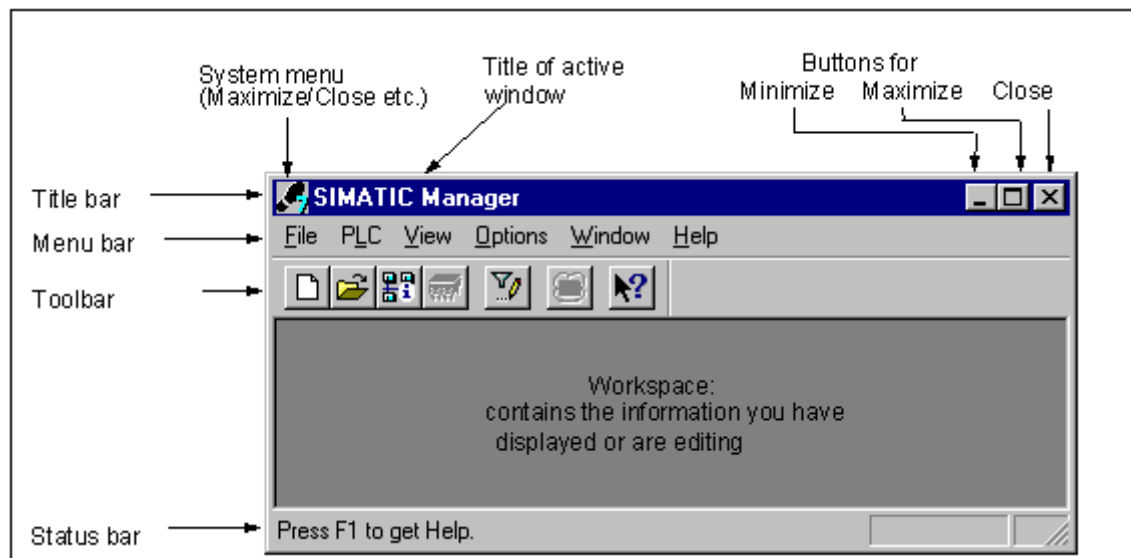 System menu
(Maximize/Close etc.)
Title of active
window
Buttons for
Minimize Maximize Close
Title bar
SIMATIC Manager
Menu bar
File PLC View Options Window Help
Toolbar
Workspace:
contains the information you have
displayed or are editing
Status bar
Press F1 to get Help.